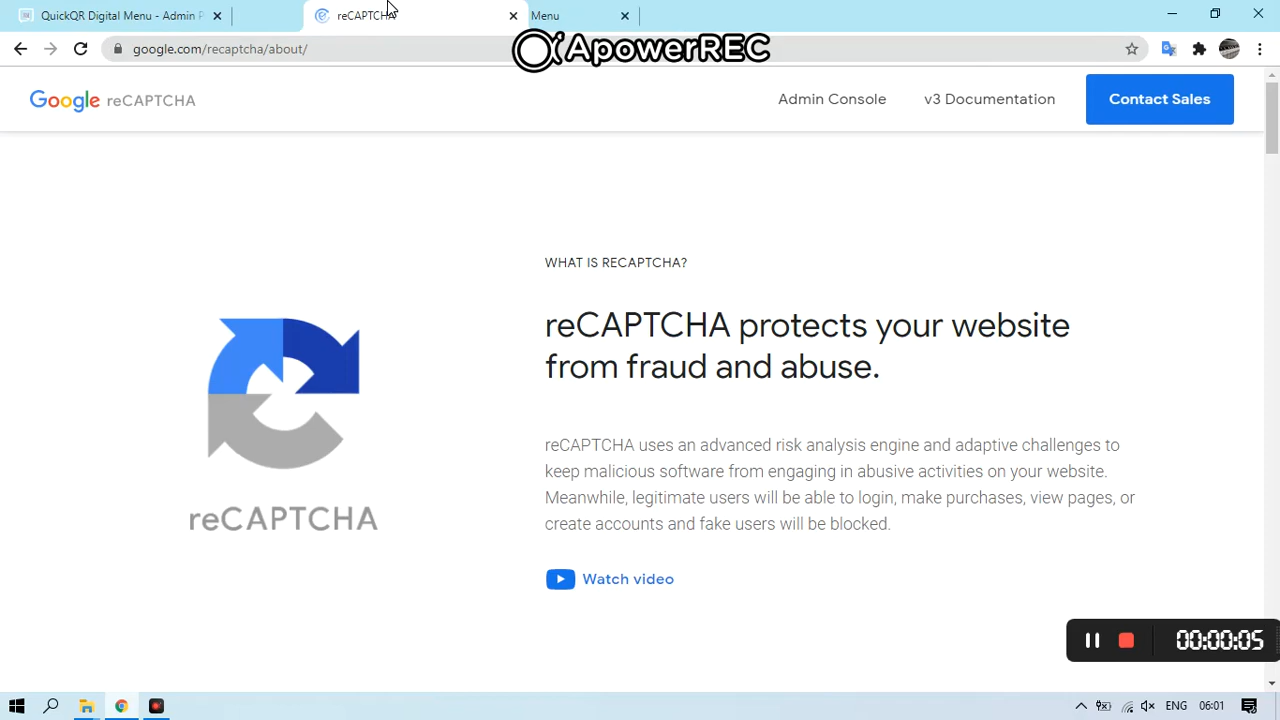 QuickQR Digital Menu - Admin P
reCAPTCHA
Menu
google.com/recaptcha/about/
ApowerREC
Google reCAPTCHA
Admin Console
v3 Documentation
Contact Sales
WHAT IS RECAPTCHA?
reCAPTCHA protects your website
from fraud and abuse.
reCAPTCHA uses an advanced risk analysis engine and adaptive challenges to
keep malicious software from engaging in abusive activities on your website.
Meanwhile, legitimate users will be able to login, make purchases, view pages, or
create accounts and fake users will be blocked.
reCAPTCHA
Watch video
00:00:05
ENG
06:01